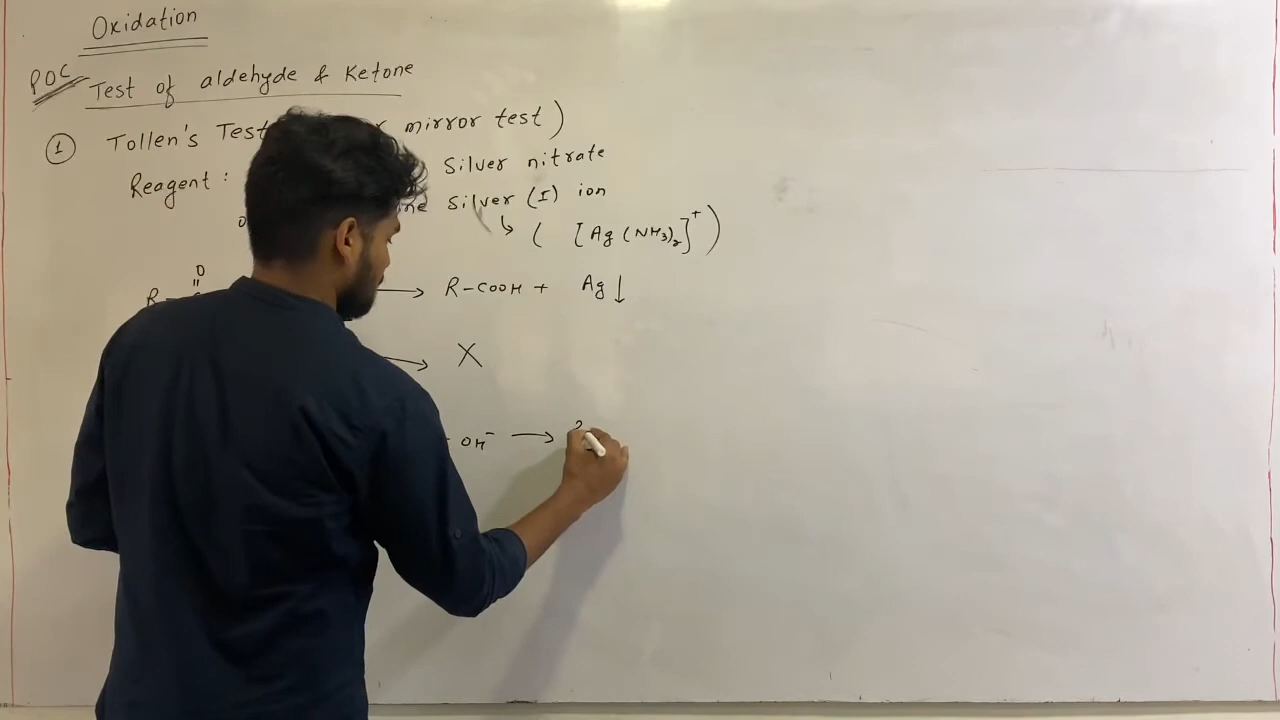 Oxidation
POC
Test of aldehyde & Ketone
① Tollen's Test mirror test)
Reagent : Silver nitrate
Silver (I) ion
↳ ( [Ag(NH₃)₂]⁺ )
O
R → R-COOH + Ag↓
→ X
OH⁻ →